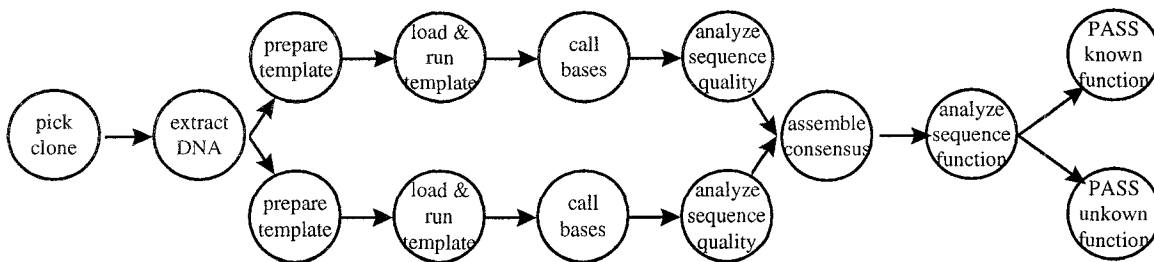 pick
clone
extract
DNA
prepare
template
load &
run
template
call
bases
analyze
sequence
quality
prepare
template
load &
run
template
call
bases
analyze
sequence
quality
assemble
consensus
analyze
sequence
function
PASS
known
function
PASS
unkown
function